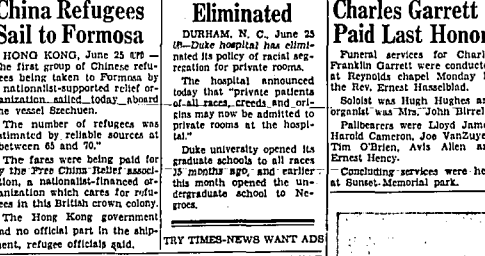 China Refugees
Sail to Formosa
HONG KONG, June 25 (AP) —
The first group of Chinese refu-
gees being taken to Formosa by
nationalist-supported relief or-
ganization sailed today aboard
the vessel Szechuen.
The number of refugees was
estimated by reliable sources at
"between 65 and 70."
The fares were being paid for
by the Free China Relief associ-
ation, a nationalist-financed or-
ganization which cares for refu-
gees in this British crown colony.
The Hong Kong government
had no official part in the ship-
ment, refugee officials said.
Eliminated
DURHAM, N. C., June 25
—Duke hospital has elimi-
nated its policy of racial seg-
regation for private rooms.
The hospital announced
today that "private patients
of all races, creeds and ori-
gins may now be admitted to
private rooms at the hospi-
tal."
Duke university opened its
graduate schools to all races
15 months ago, and earlier
this month opened the un-
dergraduate school to Ne-
groes.
TRY TIMES-NEWS WANT ADS
Charles Garrett
Paid Last Honor
Funeral services for Charl
Franklin Garrett were conducte
at Reynolds chapel Monday
the Rev. Ernest Hasselblad.
Soloist was Hugh Hughes a
organist was Mrs. John Birrel
Pallbearers were Lloyd Jame
Harold Cameron, Joe VanZuye
Tim O'Brien, Avis Allen a
Ernest Hency.
Concluding services were he
at Sunset Memorial park.